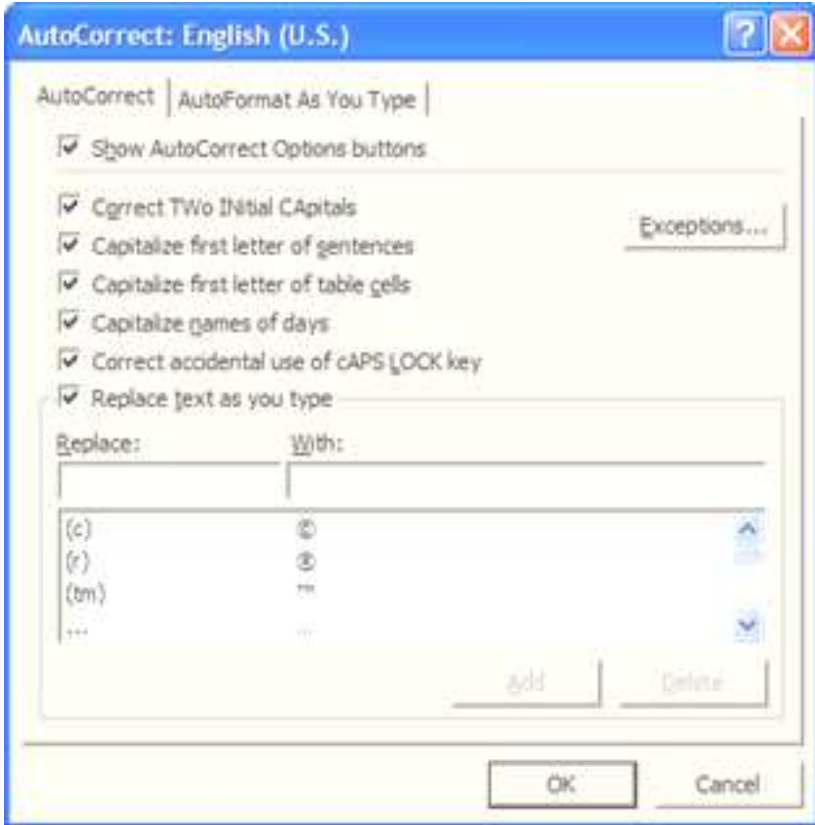 AutoCorrect: English (U.S.)
AutoCorrect AutoFormat As You Type
Show AutoCorrect Options buttons
Correct TWo INitial CApitals
Exceptions...
Capitalize first letter of sentences
Capitalize first letter of table cells
Capitalize names of days
Correct accidental use of cAPS LOCK key
Replace text as you type
Replace: With:
(c) ©
(r) ®
(tm) ™
... ...
Add Delete
OK Cancel